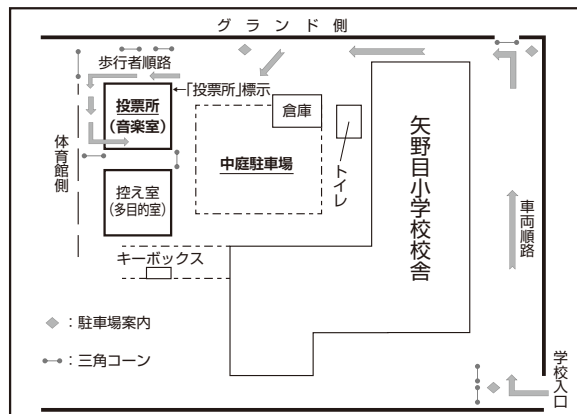 グランド側
歩行者順路
「投票所」標示
投票所
(音楽室)
倉庫
中庭駐車場
トイレ
矢野目小学校校舎
体育館側
控え室
(多目的室)
車両順路
キーボックス
:駐車場案内
:三角コーン
学校入口